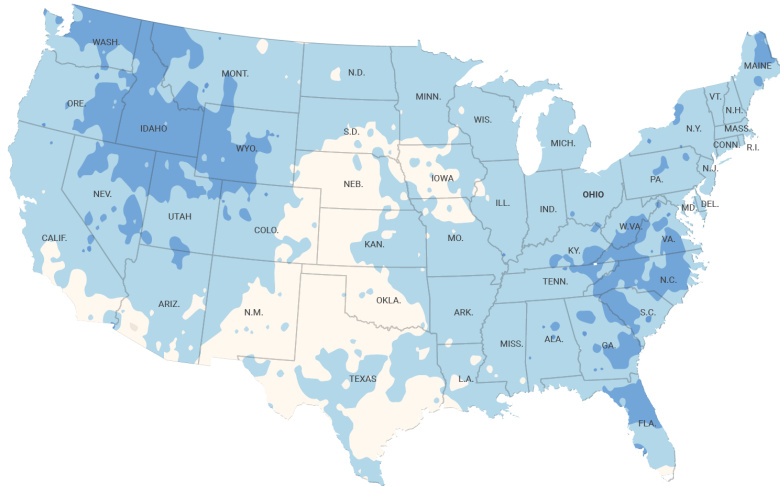 WASH.
MONT.
N.D.
MINN.
MAINE
VT.
N.H.
ORE.
IDAHO
WYO.
S.D.
WIS.
MICH.
N.Y.
MASS.
CONN.
R.I.
NEV.
UTAH
COLO.
NEB.
IOWA
ILL.
IND.
OHIO
PA.
N.J.
MD.
DEL.
CALIF.
KAN.
MO.
KY.
W.VA.
VA.
ARIZ.
N.M.
OKLA.
ARK.
TENN.
N.C.
S.C.
TEXAS
L.A.
MISS.
ALA.
GA.
FLA.